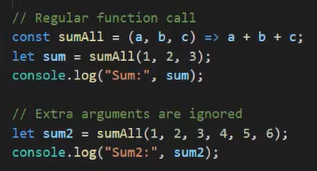 // Regular function call
const sumAll = (a, b, c) => a + b + c;
let sum = sumAll(1, 2, 3);
console.log("Sum:", sum);
// Extra arguments are ignored
let sum2 = sumAll(1, 2, 3, 4, 5, 6);
console.log("Sum2:", sum2);